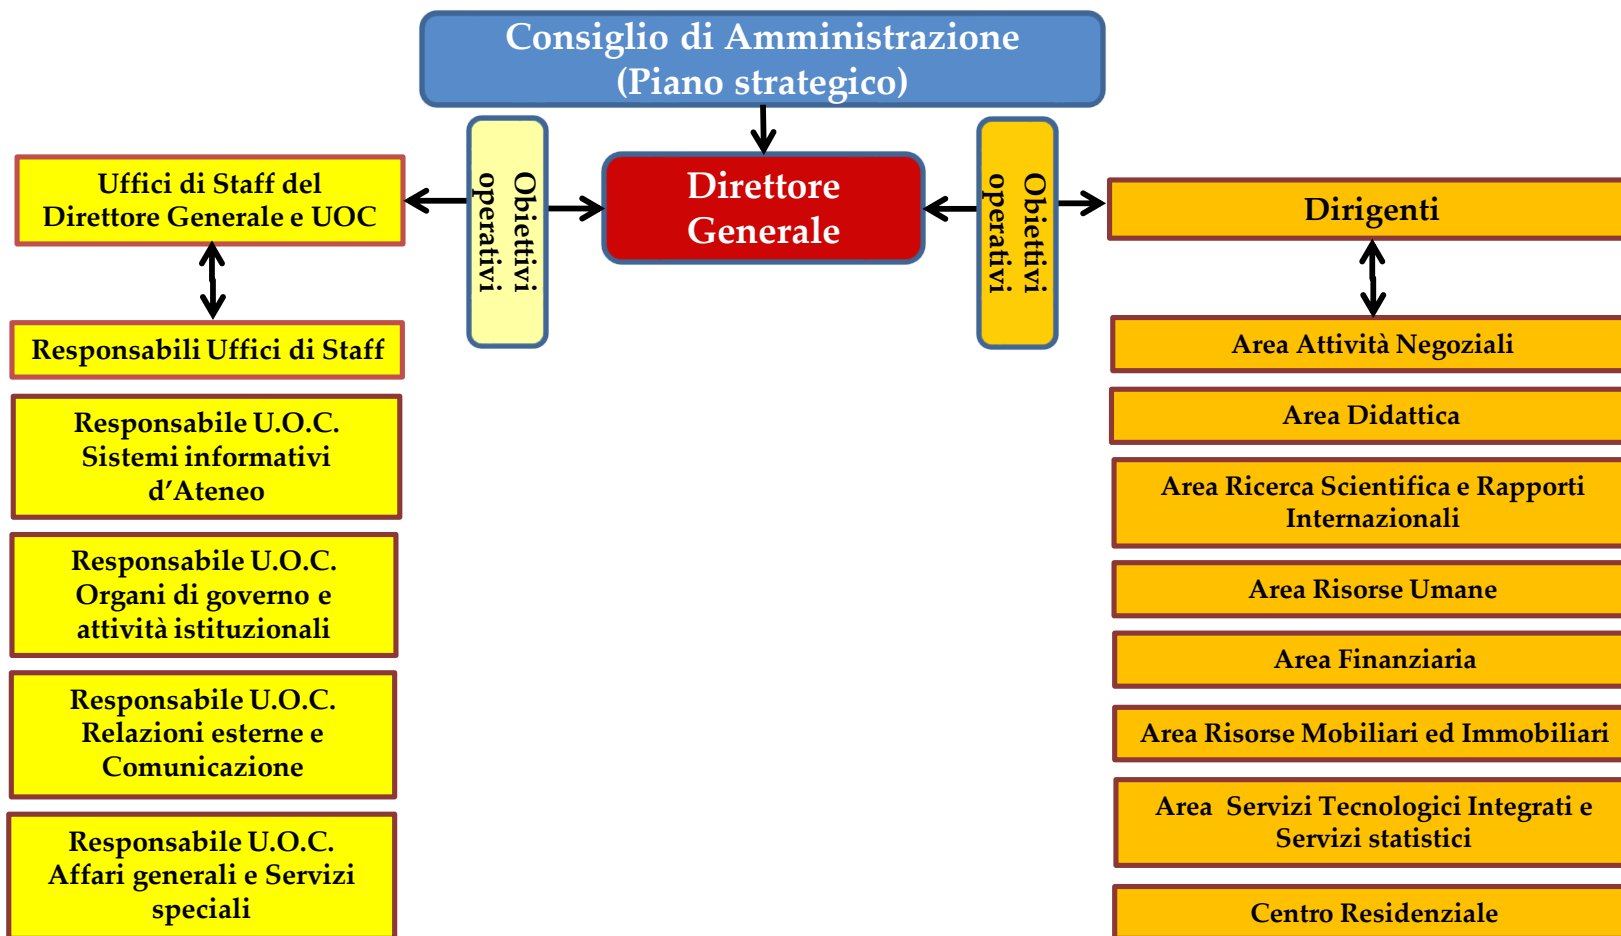 Consiglio di Amministrazione
(Piano strategico)
Uffici di Staff del
Direttore Generale e UOC
Obiettivi
operativi
Direttore
Generale
Obiettivi
operativi
Dirigenti
Responsabili Uffici di Staff
Responsabile U.O.C.
Sistemi informativi
d’Ateneo
Responsabile U.O.C.
Organi di governo e
attività istituzionali
Responsabile U.O.C.
Relazioni esterne e
Comunicazione
Responsabile U.O.C.
Affari generali e Servizi
speciali
Area Attività Negoziali
Area Didattica
Area Ricerca Scientifica e Rapporti
Internazionali
Area Risorse Umane
Area Finanziaria
Area Risorse Mobiliari ed Immobiliari
Area Servizi Tecnologici Integrati e
Servizi statistici
Centro Residenziale